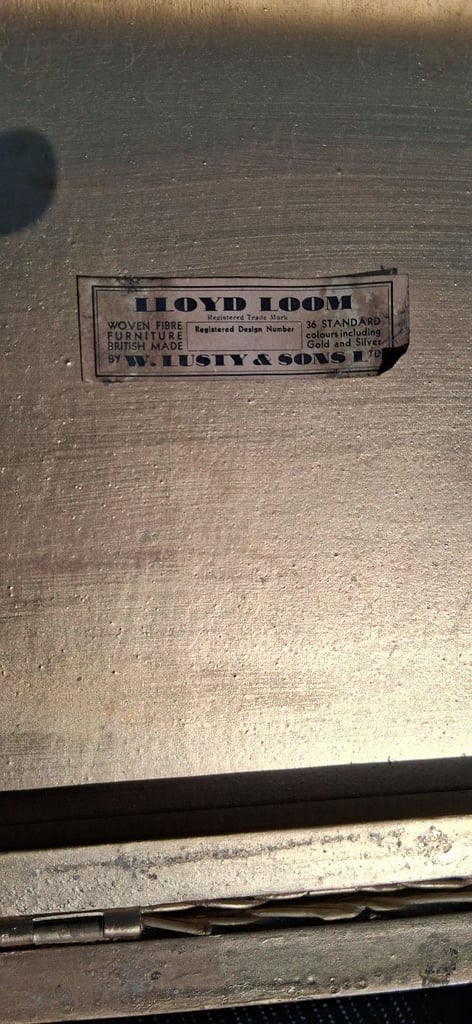 LLOYD LOOM
Registered Trade Mark
WOVEN FIBRE
FURNITURE
BRITISH MADE
Registered Design Number
36 STANDARD
colours including
Gold and Silver
BY W. LUSTY & SONS LTD